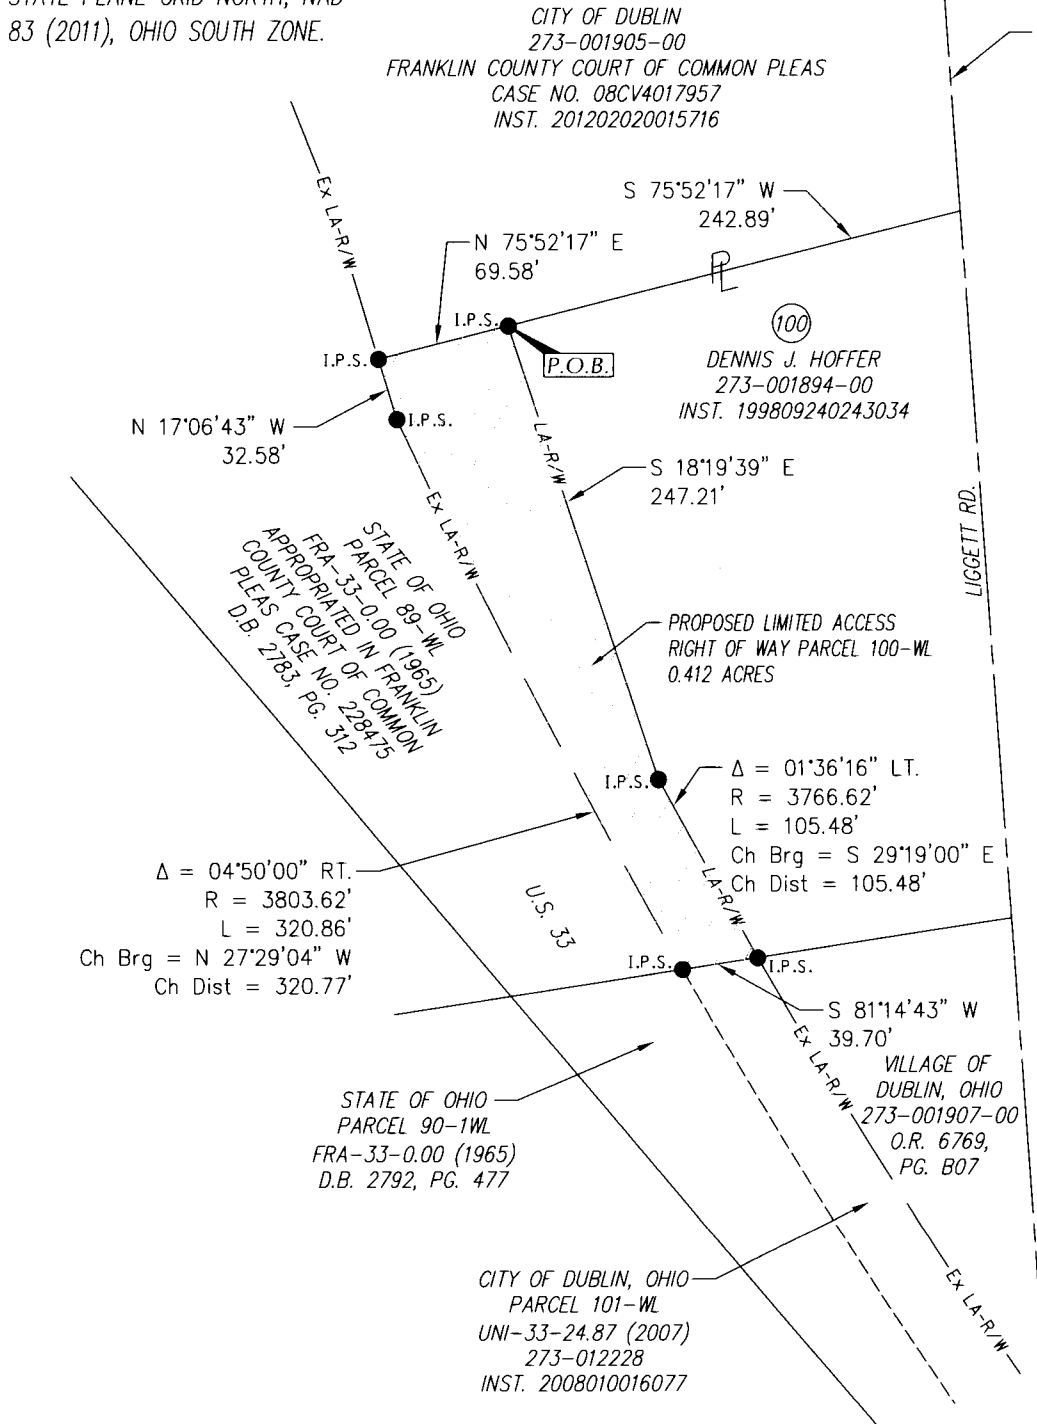 STATE PLANE GRID NORTH, NAD
83 (2011), OHIO SOUTH ZONE.
CITY OF DUBLIN
273-001905-00
FRANKLIN COUNTY COURT OF COMMON PLEAS
CASE NO. 08CV4017957
INST. 201202020015716
Ex LA-R/W
S 75°52'17" W
242.89'
N 75°52'17" E
69.58'
PL
I.P.S.
I.P.S.
P.O.B.
100
DENNIS J. HOFFER
273-001894-00
INST. 199809240243034
N 17°06'43" W
32.58'
I.P.S.
LA-R/W
S 18°19'39" E
247.21'
Ex LA-R/W
LIGGETT RD.
STATE OF OHIO
PARCEL 89-WL
FRA-33-0.00 (1965)
APPROPRIATED IN FRANKLIN
COUNTY COURT OF COMMON
PLEAS CASE NO. 228475
D.B. 2783, PG. 312
PROPOSED LIMITED ACCESS
RIGHT OF WAY PARCEL 100-WL
0.412 ACRES
I.P.S.
Δ = 01°36'16" LT.
R = 3766.62'
L = 105.48'
Ch Brg = S 29°19'00" E
Ch Dist = 105.48'
LA-R/W
Δ = 04°50'00" RT.
R = 3803.62'
L = 320.86'
Ch Brg = N 27°29'04" W
Ch Dist = 320.77'
U.S. 33
I.P.S.
I.P.S.
S 81°14'43" W
39.70'
Ex LA-R/W
VILLAGE OF
DUBLIN, OHIO
273-001907-00
O.R. 6769,
PG. B07
STATE OF OHIO
PARCEL 90-1WL
FRA-33-0.00 (1965)
D.B. 2792, PG. 477
CITY OF DUBLIN, OHIO
PARCEL 101-WL
UNI-33-24.87 (2007)
273-012228
INST. 2008010016077
Ex LA-R/W